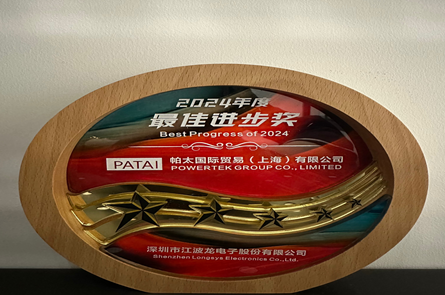 2024年度
最佳进步奖
Best Progress of 2024
PATAI 帕太国际贸易（上海）有限公司
POWERTEK GROUP CO., LIMITED
深圳市江波龙电子股份有限公司
Shenzhen Longsys Electronics Co.,Ltd.